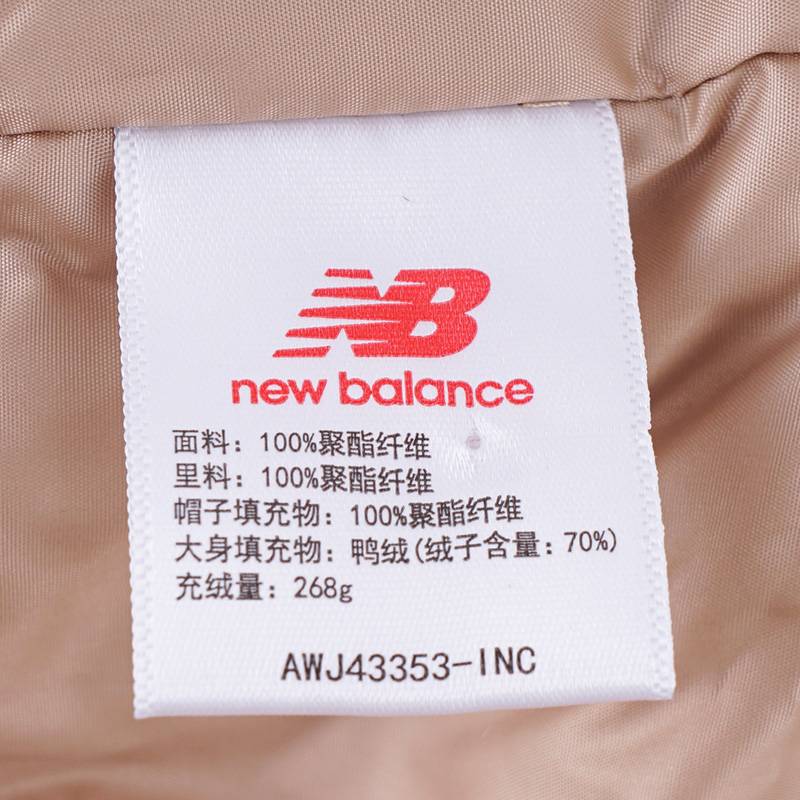 NB
new balance
面料：100%聚酯纤维
里料：100%聚酯纤维
帽子填充物：100%聚酯纤维
大身填充物：鸭绒(绒子含量：70%)
充绒量：268g
AWJ43353-INC